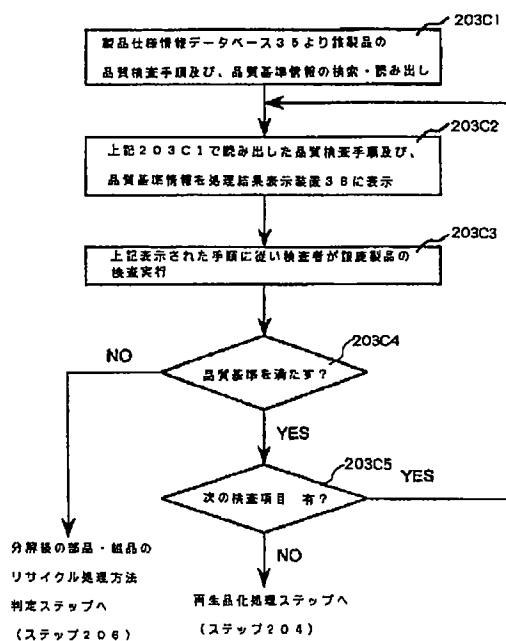 203C1
製品仕様情報データベース35より該製品の
品質検査手順及び、品質基準情報の検索・読み出し
203C2
上記203C1で読み出した品質検査手順及び、
品質基準情報を処理結果表示装置38に表示
203C3
上記表示された手順に従い検査者が該廃製品の
検査実行
203C4
品質基準を満たす?
NO
YES
203C5
次の検査項目 有?
YES
NO
分解後の部品・組品の
リサイクル処理方法
判定ステップへ
(ステップ206)
再生品化処理ステップへ
(ステップ204)